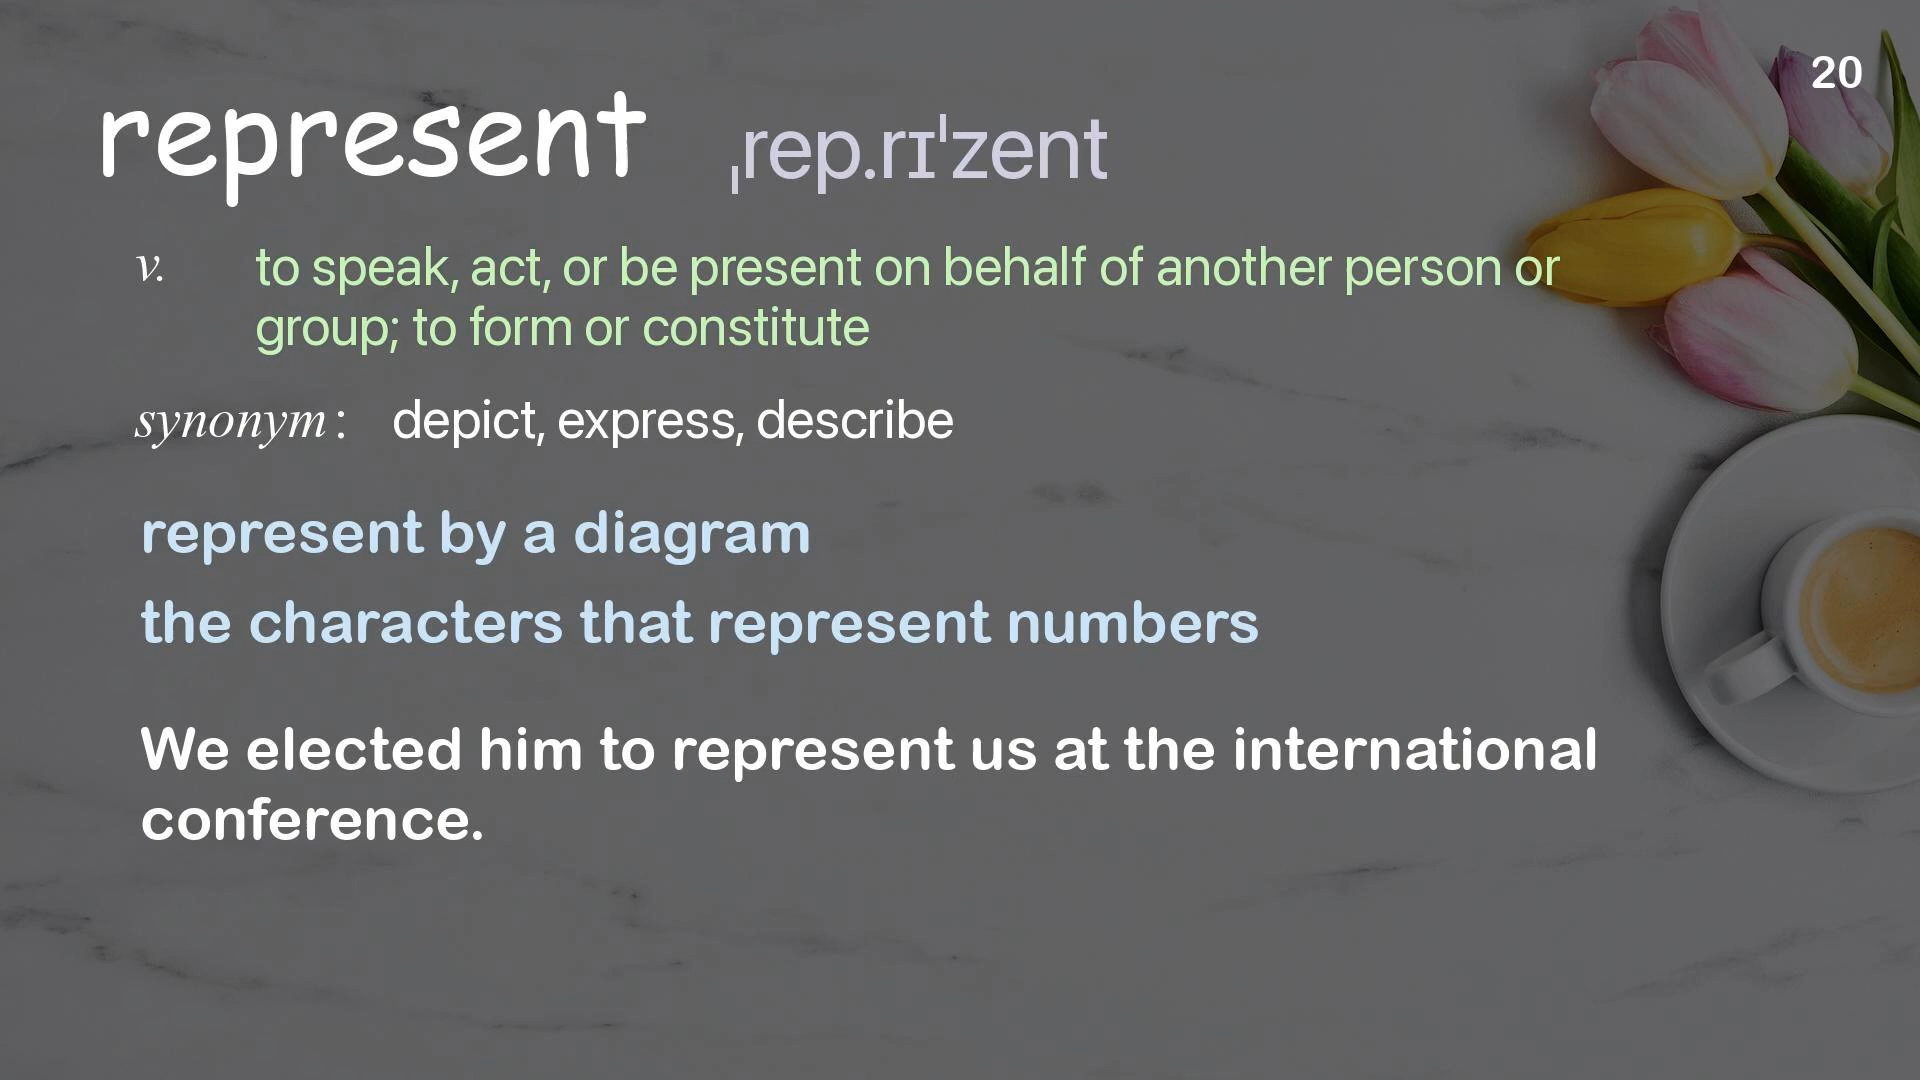 20
represent ˌrep.rɪˈzent
v. to speak, act, or be present on behalf of another person or
group; to form or constitute
synonym: depict, express, describe
represent by a diagram
the characters that represent numbers
We elected him to represent us at the international
conference.